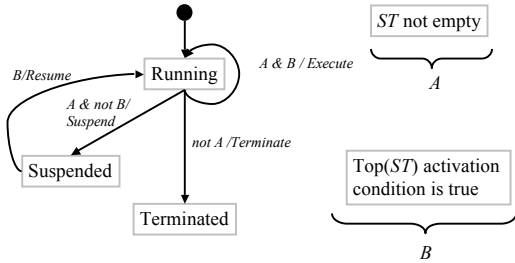 ST not empty
A
Running
A & B / Execute
B/Resume
A & not B/
Suspend
not A /Terminate
Suspended
Terminated
Top(ST) activation
condition is true
B